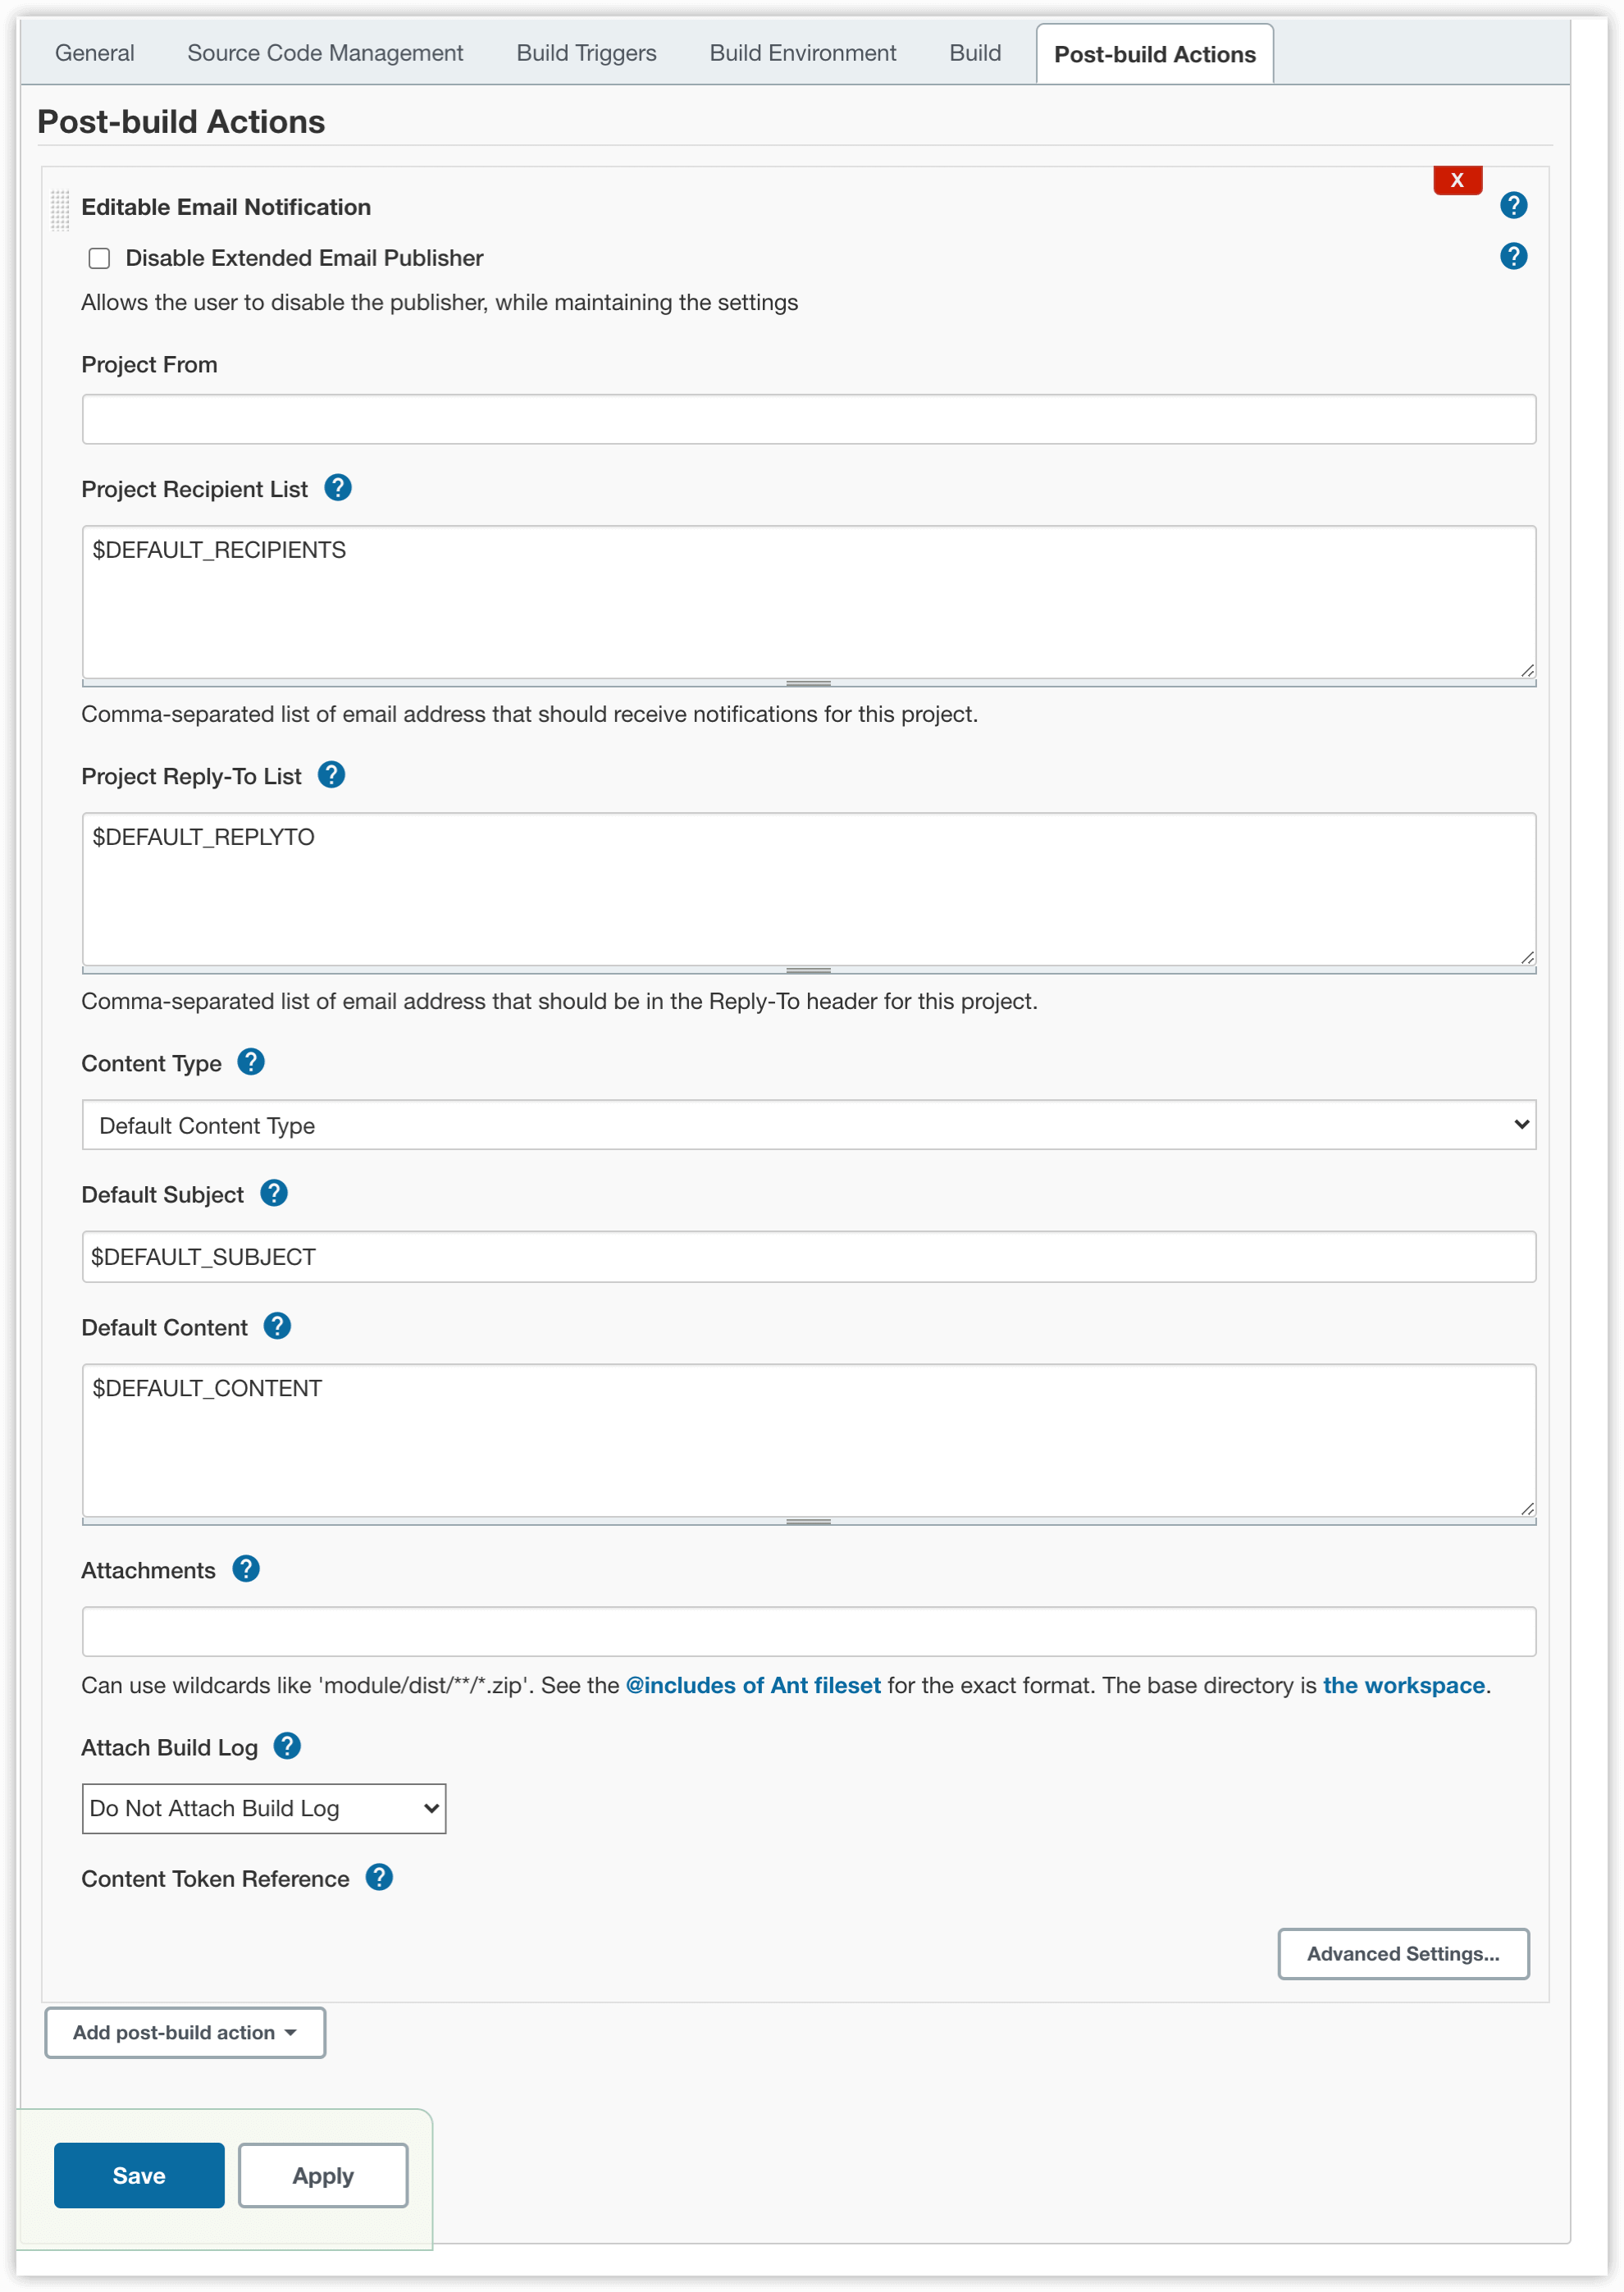 General Source Code Management Build Triggers Build Environment Build Post-build Actions
Post-build Actions
X
Editable Email Notification ?
Disable Extended Email Publisher ?
Allows the user to disable the publisher, while maintaining the settings
Project From
Project Recipient List ?
$DEFAULT_RECIPIENTS
Comma-separated list of email address that should receive notifications for this project.
Project Reply-To List ?
$DEFAULT_REPLYTO
Comma-separated list of email address that should be in the Reply-To header for this project.
Content Type ?
Default Content Type
Default Subject ?
$DEFAULT_SUBJECT
Default Content ?
$DEFAULT_CONTENT
Attachments ?
Can use wildcards like 'module/dist/**/*.zip'. See the @includes of Ant fileset for the exact format. The base directory is the workspace.
Attach Build Log ?
Do Not Attach Build Log
Content Token Reference ?
Advanced Settings...
Add post-build action
Save Apply